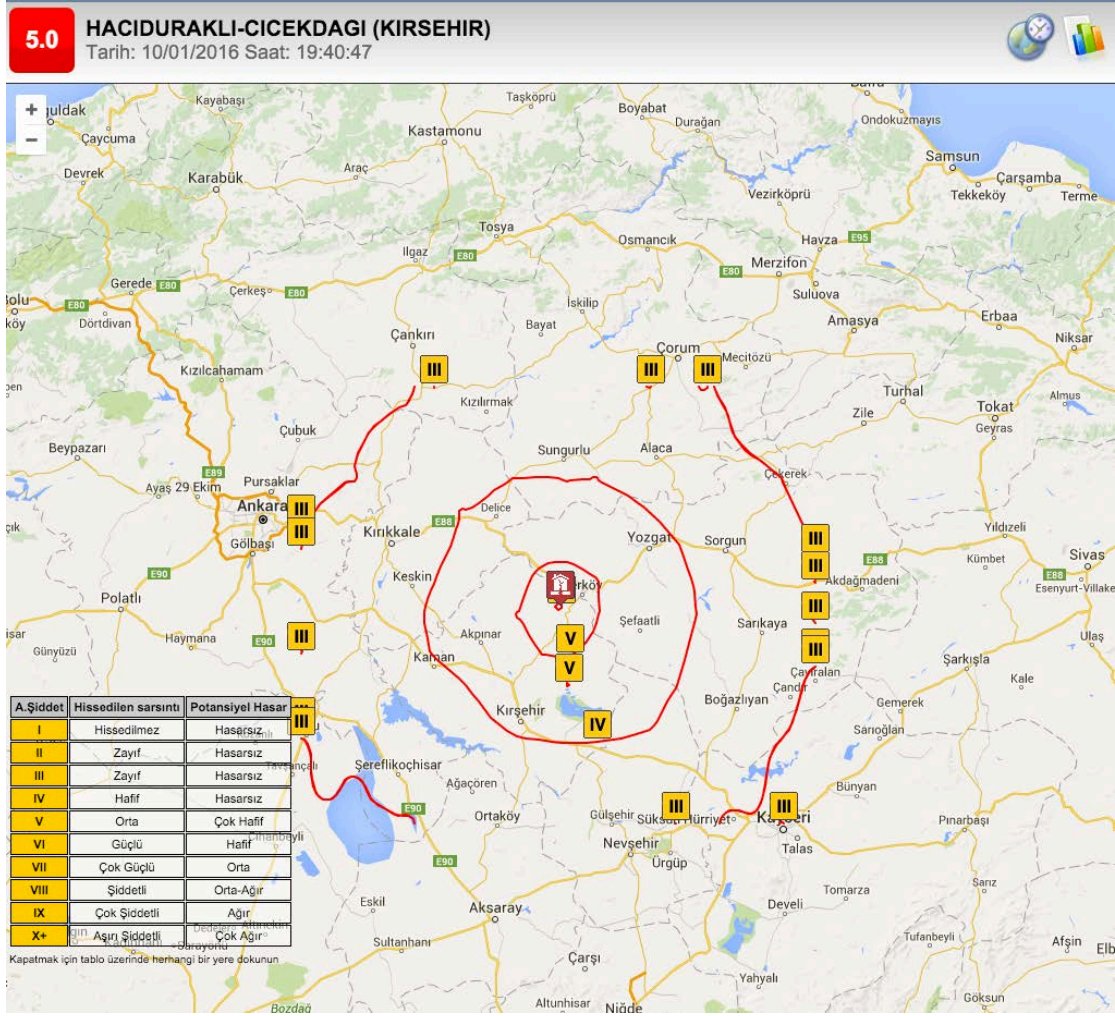 5.0
HACIDURAKLI-CICEKDAGI (KIRSEHIR)
Tarih: 10/01/2016 Saat: 19:40:47
+
−
Kayabaşı
Taşköprü
Boyabat
Durağan
Ondokuzmayıs
Çaycuma
Kastamonu
Samsun
Devrek
Karabük
Araç
Vezirköprü
Çarşamba
Tekkeköy
Terme
Tosya
Osmancık
Havza
E95
Ilgaz
E80
Merzifon
E80
Gerede
E80
Çerkeş
E80
Suluova
E80
Dörtdivan
İskilip
Erbaa
Bayat
Amasya
Niksar
Çankırı
Çorum
Mecitözü
III
III
III
Kızılcahamam
Turhal
Almus
Kızılırmak
Tokat
Zile
Geyras
Çubuk
Beypazarı
Sungurlu
Alaca
Çekerek
E89
Pursaklar
Ayaş
29 Ekim
Ankara
III
III
Delice
Kırıkkale
E88
Yıldızeli
Gölbaşı
Yozgat
Sorgun
III
E88
Kümbet
Sivas
E90
Keskin
III
Akdağmadeni
E88
Esenyurt-Village
Polatlı
III
Şefaatli
Sarıkaya
Haymana
E90
III
Akpınar
V
Ulaş
Günyüzü
Kaman
V
III
Çayıralan
Şarkışla
Çandır
Kale
Boğazlıyan
Kırşehir
IV
Sarıoğlan
III
A.Şiddet Hissedilen sarsıntı Potansiyel Hasar
I Hissedilmez Hasarsız
II Zayıf Hasarsız
III Zayıf Hasarsız
IV Hafif Hasarsız
V Orta Çok Hafif
VI Güçlü Hafif
VII Çok Güçlü Orta
VIII Şiddetli Orta-Ağır
IX Çok Şiddetli Ağır
X+ Aşırı Şiddetli Çok Ağır
Kapatmak için tablo üzerinde herhangi bir yere dokunun
Şereflikoçhisar
Ağaçören
Bünyan
E90
Ortaköy
Gülşehir
III
Hürriyet
III
Pınarbaşı
Nevşehir
Talas
E90
Ürgüp
Tomarza
Sarız
Eskil
Aksaray
Develi
Sultanhanı
Tufanbeyli
Afşin
Çarşı
Yahyalı
Göksun
Altunhisar
Niğde
Bozdağ